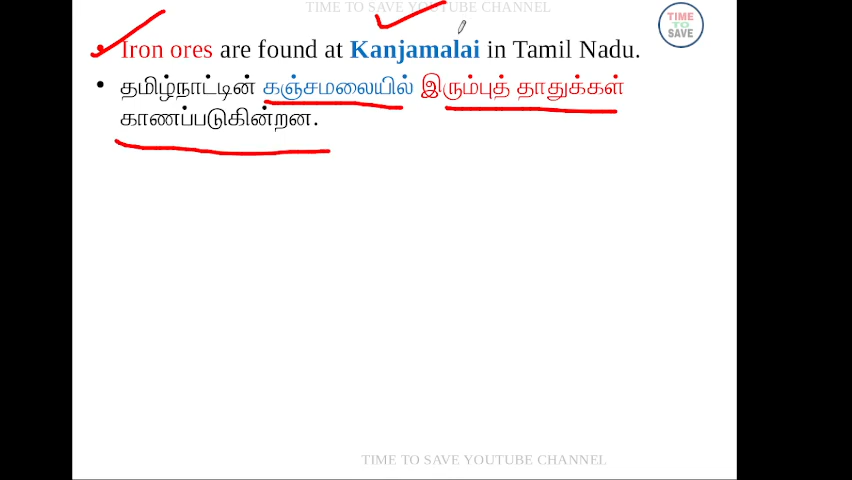 TIME TO SAVE YOUTUBE CHANNEL
TIME
TO
SAVE
• Iron ores are found at Kanjamalai in Tamil Nadu.
• தமிழ்நாட்டின் கஞ்சமலையில் இரும்புத் தாதுக்கள்
காணப்படுகின்றன.
TIME TO SAVE YOUTUBE CHANNEL